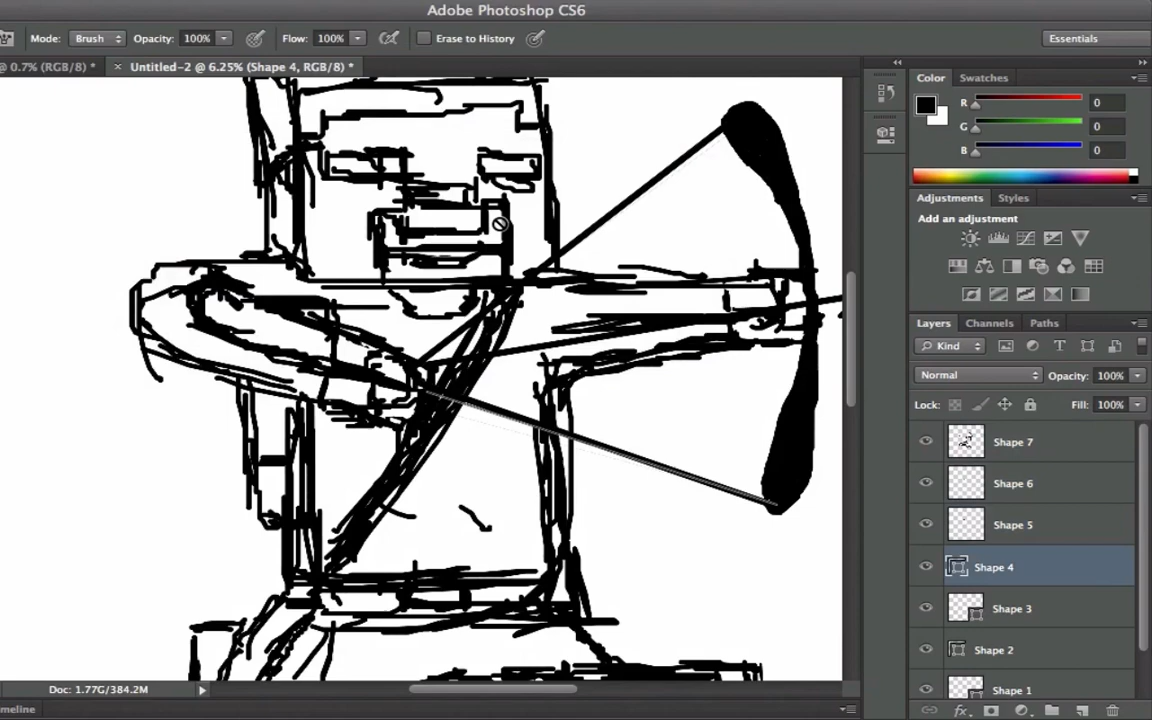 Adobe Photoshop CS6
Mode: Brush Opacity: 100% Flow: 100% Erase to History Essentials
@ 0.7% (RGB/8) * × Untitled-2 @ 6.25% (Shape 4, RGB/8) *
Color Swatches
R 0
G 0
B 0
Adjustments Styles
Add an adjustment
Layers Channels Paths
Kind
Normal Opacity: 100%
Lock: Fill: 100%
Shape 7
Shape 6
Shape 5
Shape 4
Shape 3
Shape 2
Shape 1
Doc: 1.77G/384.2M
meline
fx